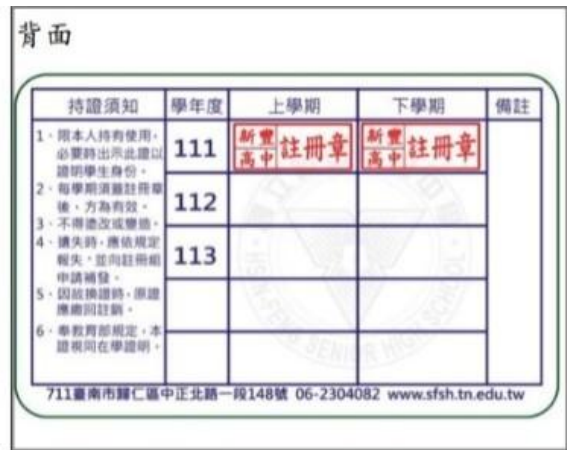 背面
持證須知 學年度 上學期 下學期 備註
1、限本人持有使用，
必要時出示此證以
證明學生身份。
2、每學期須蓋註冊章
後、方為有效。
3、不得塗改或變造。
4、遺失時，應依規定
報失，並向註冊組
申請補發。
5、因故換證時，原證
應繳回註銷。
6、奉教育部規定，本
證視同在學證明。
111 新豐高中 註冊章 新豐高中 註冊章
112
113
HSIN-FENG SENIOR HIGH SCHOOL
711臺南市歸仁區中正北路一段148號 06-2304082 www.sfsh.tn.edu.tw